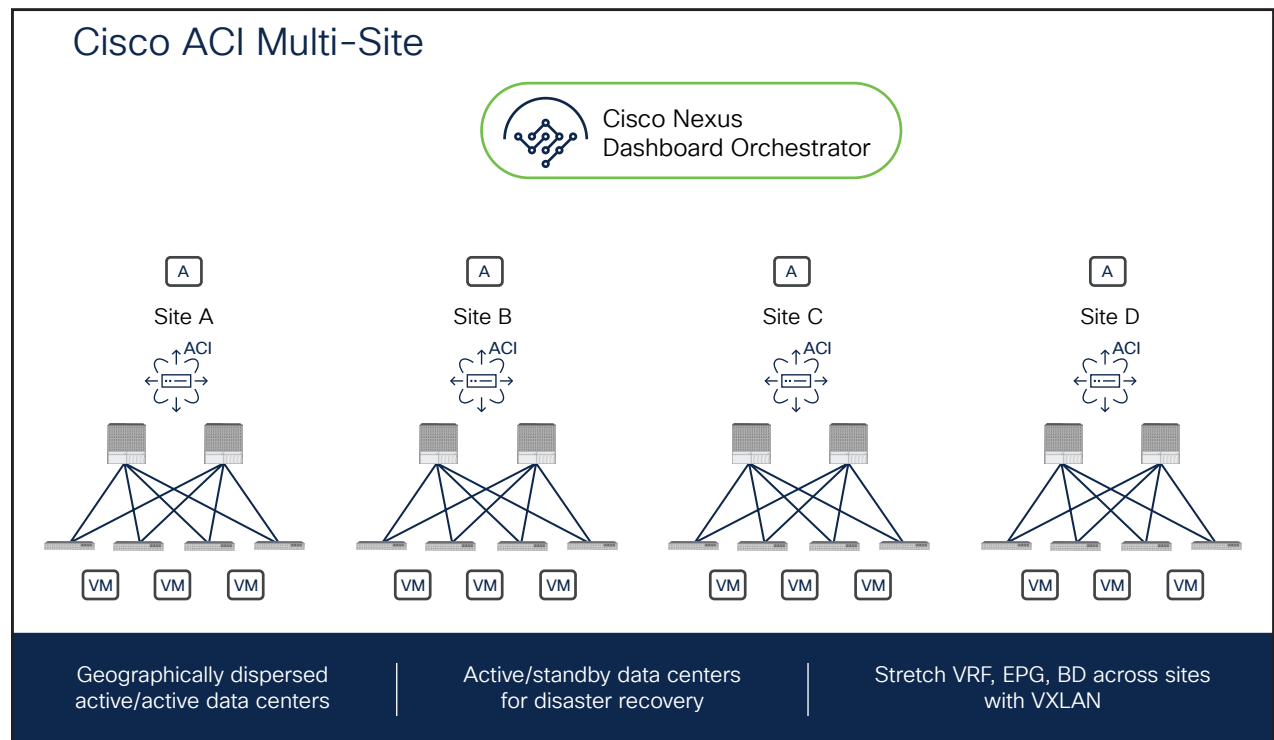 Cisco ACI Multi-Site
Cisco Nexus
Dashboard Orchestrator
A
A
A
A
Site A
Site B
Site C
Site D
ACI
ACI
ACI
ACI
VM
VM
VM
VM
VM
VM
VM
VM
VM
VM
VM
VM
Geographically dispersed
active/active data centers
Active/standby data centers
for disaster recovery
Stretch VRF, EPG, BD across sites
with VXLAN